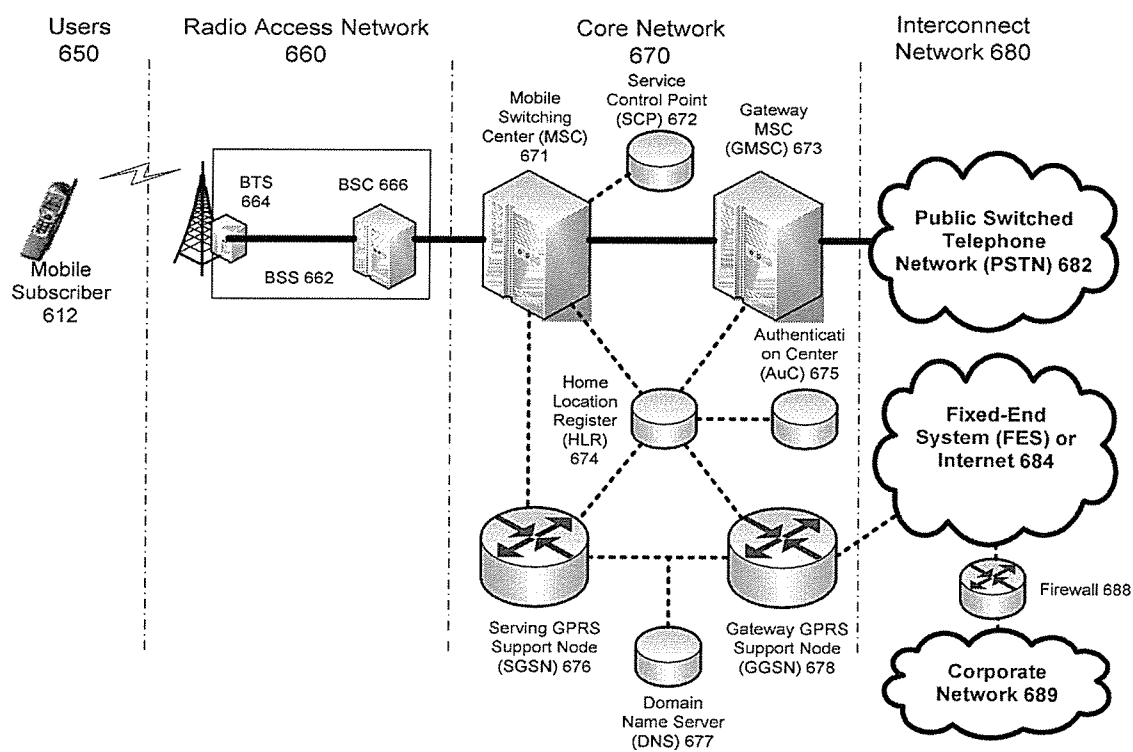 Users
650
Radio Access Network
660
Core Network
670
Interconnect
Network 680
Mobile
Switching
Center (MSC)
671
Service
Control Point
(SCP) 672
Gateway
MSC
(GMSC) 673
BTS
664
BSC 666
BSS 662
Mobile
Subscriber
612
Public Switched
Telephone
Network (PSTN) 682
Authenticati
on Center
(AuC) 675
Home
Location
Register
(HLR)
674
Fixed-End
System (FES) or
Internet 684
Firewall 688
Serving GPRS
Support Node
(SGSN) 676
Gateway GPRS
Support Node
(GGSN) 678
Domain
Name Server
(DNS) 677
Corporate
Network 689